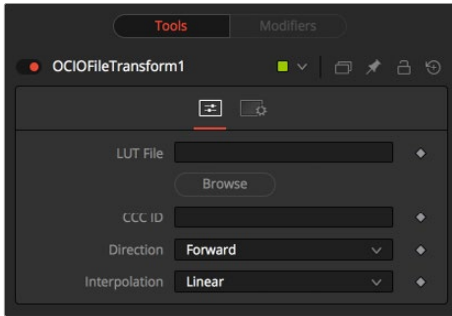 Tools Modifiers
OCIOFileTransform1
LUT File
Browse
CCC ID
Direction Forward
Interpolation Linear